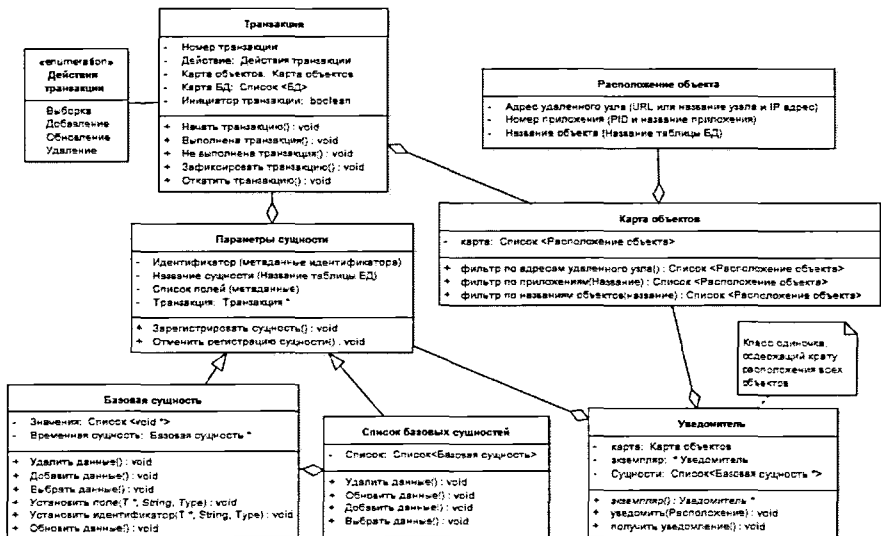 «enumeration»
Действия
транзакции
Выборка
Добавление
Обновление
Удаление
Транзакция
- Номер транзакции
- Действие: Действия транзакции
- Карта объектов: Карта объектов
- Карта БД: Список <БД>
- Инициатор транзакции: boolean
+ Начать транзакцию() : void
+ Выполнена транзакция() : void
+ Не выполнена транзакция() : void
+ Зафиксировать транзакцию() : void
+ Откатить транзакцию() : void
Расположение объекта
- Адрес удаленного узла (URL или название узла и IP адрес)
- Номер приложения (PID и название приложения)
- Название объекта (Название таблицы БД)
Параметры сущности
- Идентификатор (метаданные идентификатора)
- Название сущности (Название таблицы БД)
- Список полей (метаданные)
- Транзакция: Транзакция *
+ Зарегистрировать сущность() : void
+ Отменить регистрацию сущности() : void
Карта объектов
- карта: Список <Расположение объекта>
+ фильтр по адресам удаленного узла() : Список <Расположение объекта>
+ фильтр по приложениям(Название) : Список <Расположение объекта>
+ фильтр по названиям объектов(название) : Список <Расположение объекта>
Класс одиночка,
содержащий крату
расположения всех
объектов
Базовая сущность
- Значения: Список <void *>
- Временная сущность: Базовая сущность *
+ Удалить данные() : void
+ Добавить данные() : void
+ Выбрать данные() : void
- Установить поле(T *, String, Type) : void
+ Установить идентификатор(T *, String, Type) : void
+ Обновить данные() : void
Список базовых сущностей
- Список: Список<Базовая сущность>
+ Удалить данные() : void
+ Обновить данные() : void
+ Добавить данные() : void
+ Выбрать данные() : void
Уведомитель
- карта: Карта объектов
- экземпляр: * Уведомитель
- Сущности: Список<Базовая сущность *>
+ экземпляр() : Уведомитель *
+ уведомить(Расположение) : void
+ получить уведомление() : void